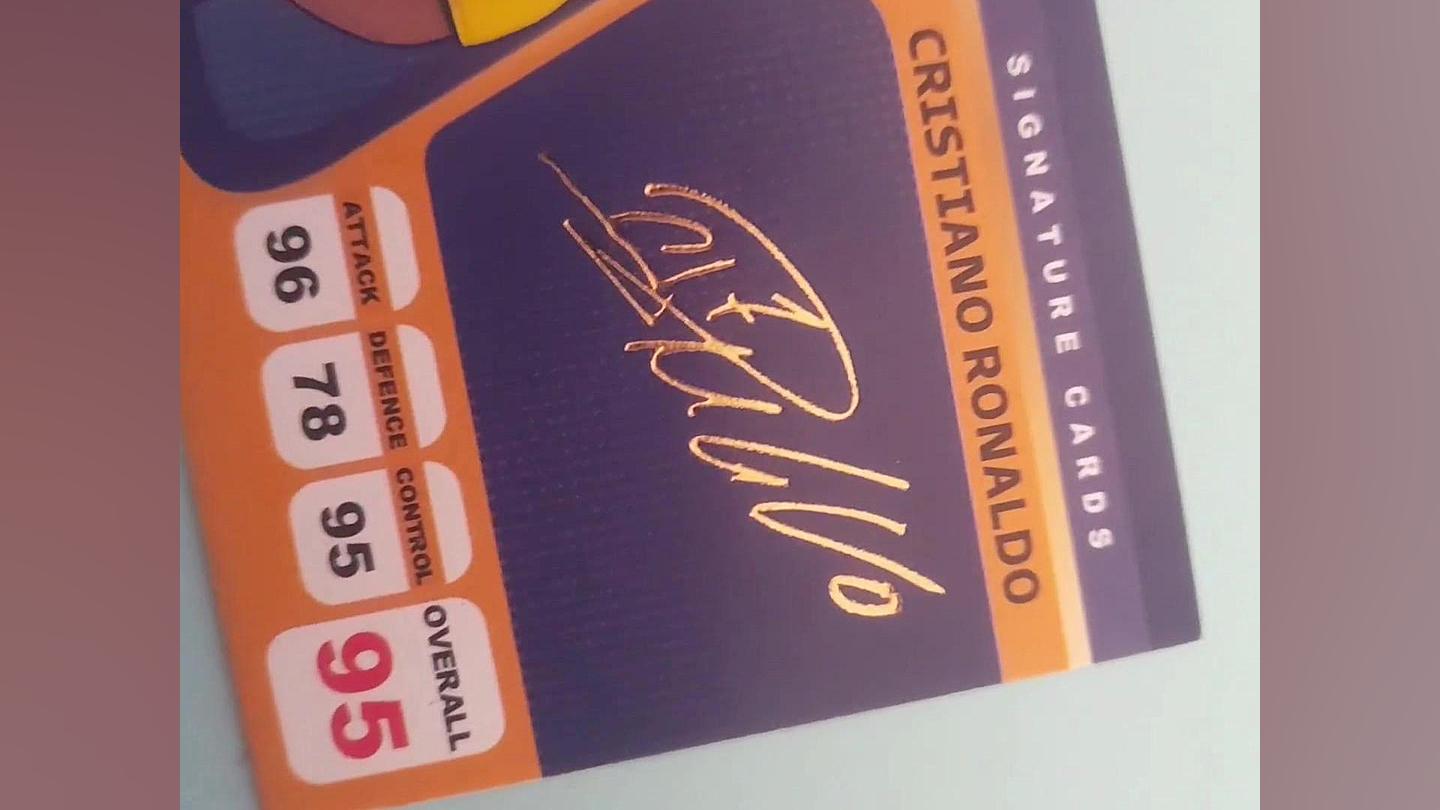 SIGNATURE CARDS
CRISTIANO RONALDO
ATTACK DEFENCE CONTROL OVERALL
96 78 95 95